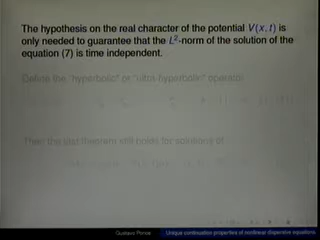 The hypothesis on the real character of the potential V(x, t) is
only needed to guarantee that the L²-norm of the solution of the
equation (7) is time independent.
Define the "hyperbolic" or "ultra-hyperbolic" operator
Then the last theorem still holds for solutions of
Gustavo Ponce Unique continuation properties of nonlinear dispersive equations